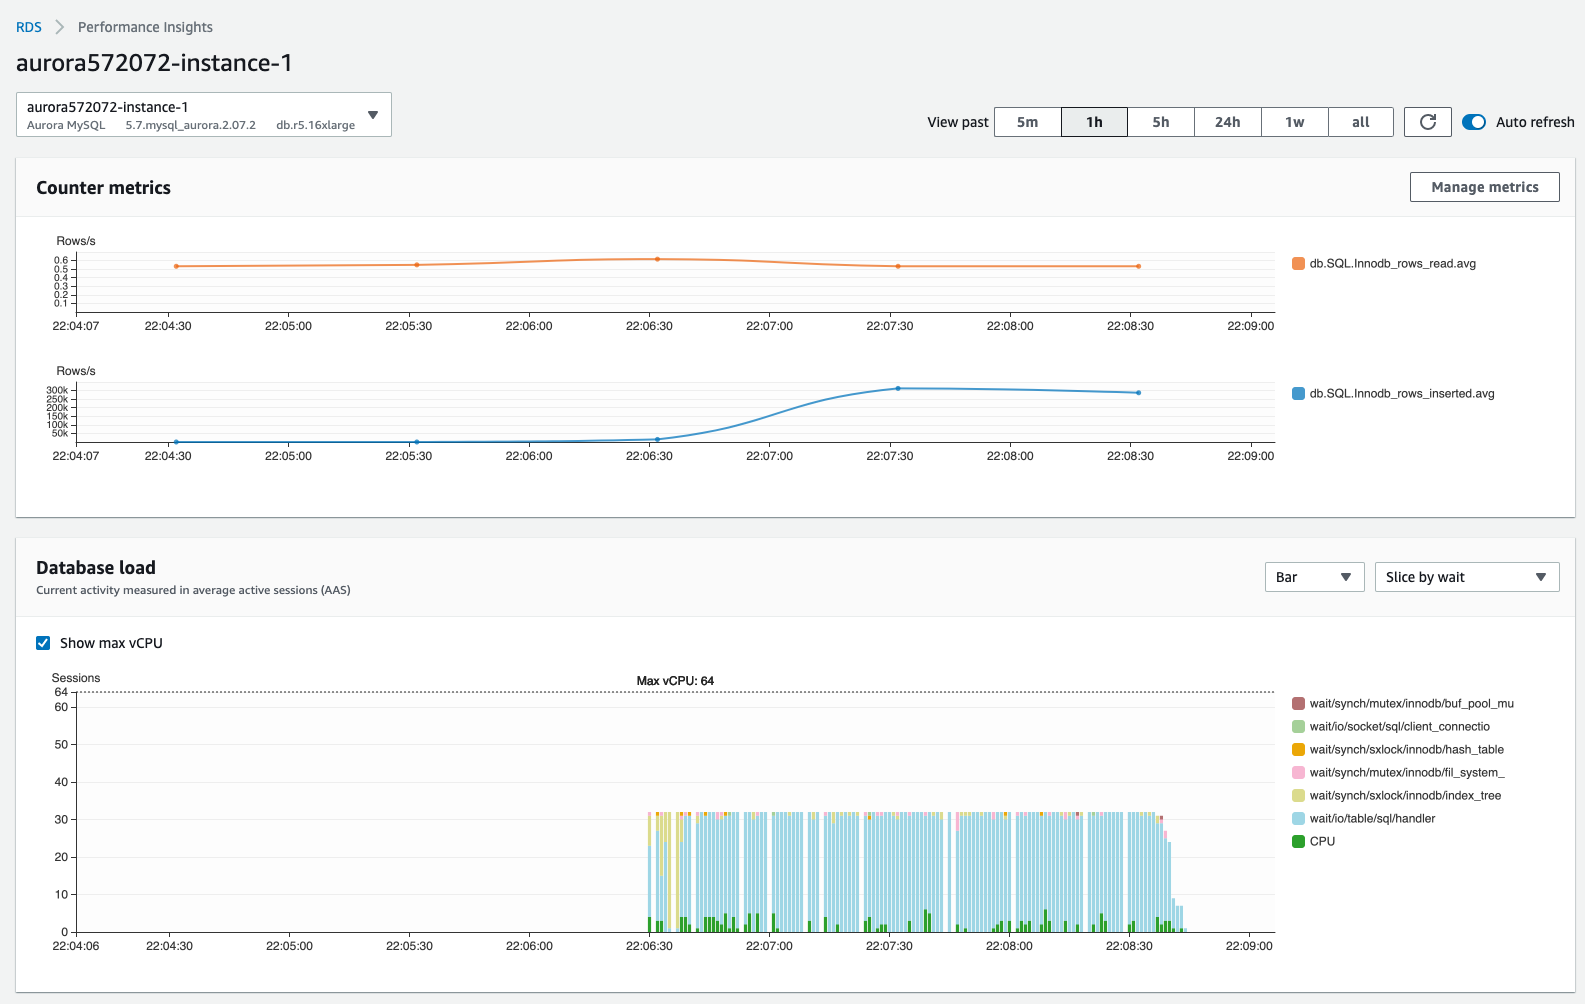 RDS > Performance Insights
aurora572072-instance-1
aurora572072-instance-1
Aurora MySQL 5.7.mysql_aurora.2.07.2 db.r5.16xlarge
View past 5m 1h 5h 24h 1w all Auto refresh
Counter metrics
Manage metrics
Rows/s
0.6
0.5
0.4
0.3
0.2
0.1
22:04:07 22:04:30 22:05:00 22:05:30 22:06:00 22:06:30 22:07:00 22:07:30 22:08:00 22:08:30 22:09:00
db.SQL.Innodb_rows_read.avg
Rows/s
300k
250k
200k
150k
100k
50k
22:04:07 22:04:30 22:05:00 22:05:30 22:06:00 22:06:30 22:07:00 22:07:30 22:08:00 22:08:30 22:09:00
db.SQL.Innodb_rows_inserted.avg
Database load
Current activity measured in average active sessions (AAS)
Bar
Slice by wait
Show max vCPU
Sessions
Max vCPU: 64
64
60
50
40
30
20
10
0
22:04:06 22:04:30 22:05:00 22:05:30 22:06:00 22:06:30 22:07:00 22:07:30 22:08:00 22:08:30 22:09:00
wait/synch/mutex/innodb/buf_pool_mu
wait/io/socket/sql/client_connectio
wait/synch/sxlock/innodb/hash_table
wait/synch/mutex/innodb/fil_system_
wait/synch/sxlock/innodb/index_tree
wait/io/table/sql/handler
CPU